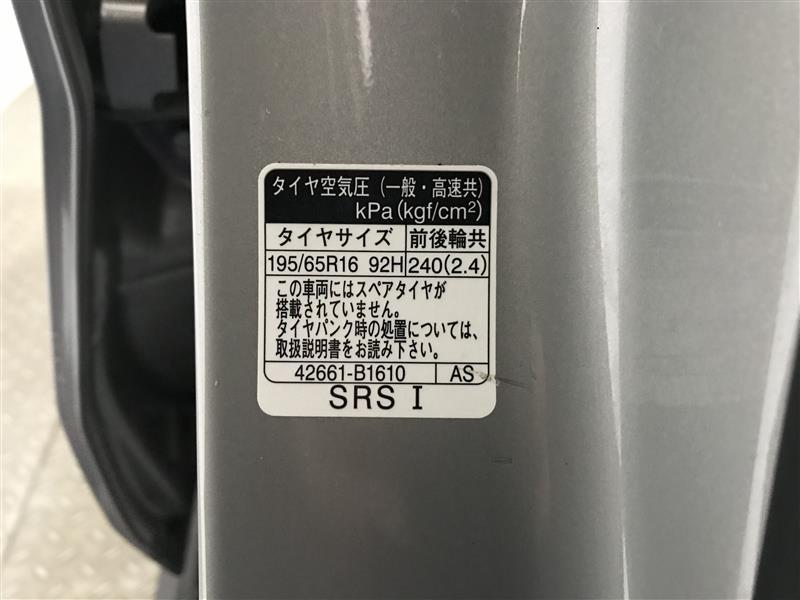 タイヤ空気圧（一般・高速共）
kPa(kgf/cm²)
タイヤサイズ 前後輪共
195/65R16 92H 240(2.4)
この車両にはスペアタイヤが
搭載されていません。
タイヤパンク時の処置については、
取扱説明書をお読み下さい。
42661-B1610 AS
SRS I